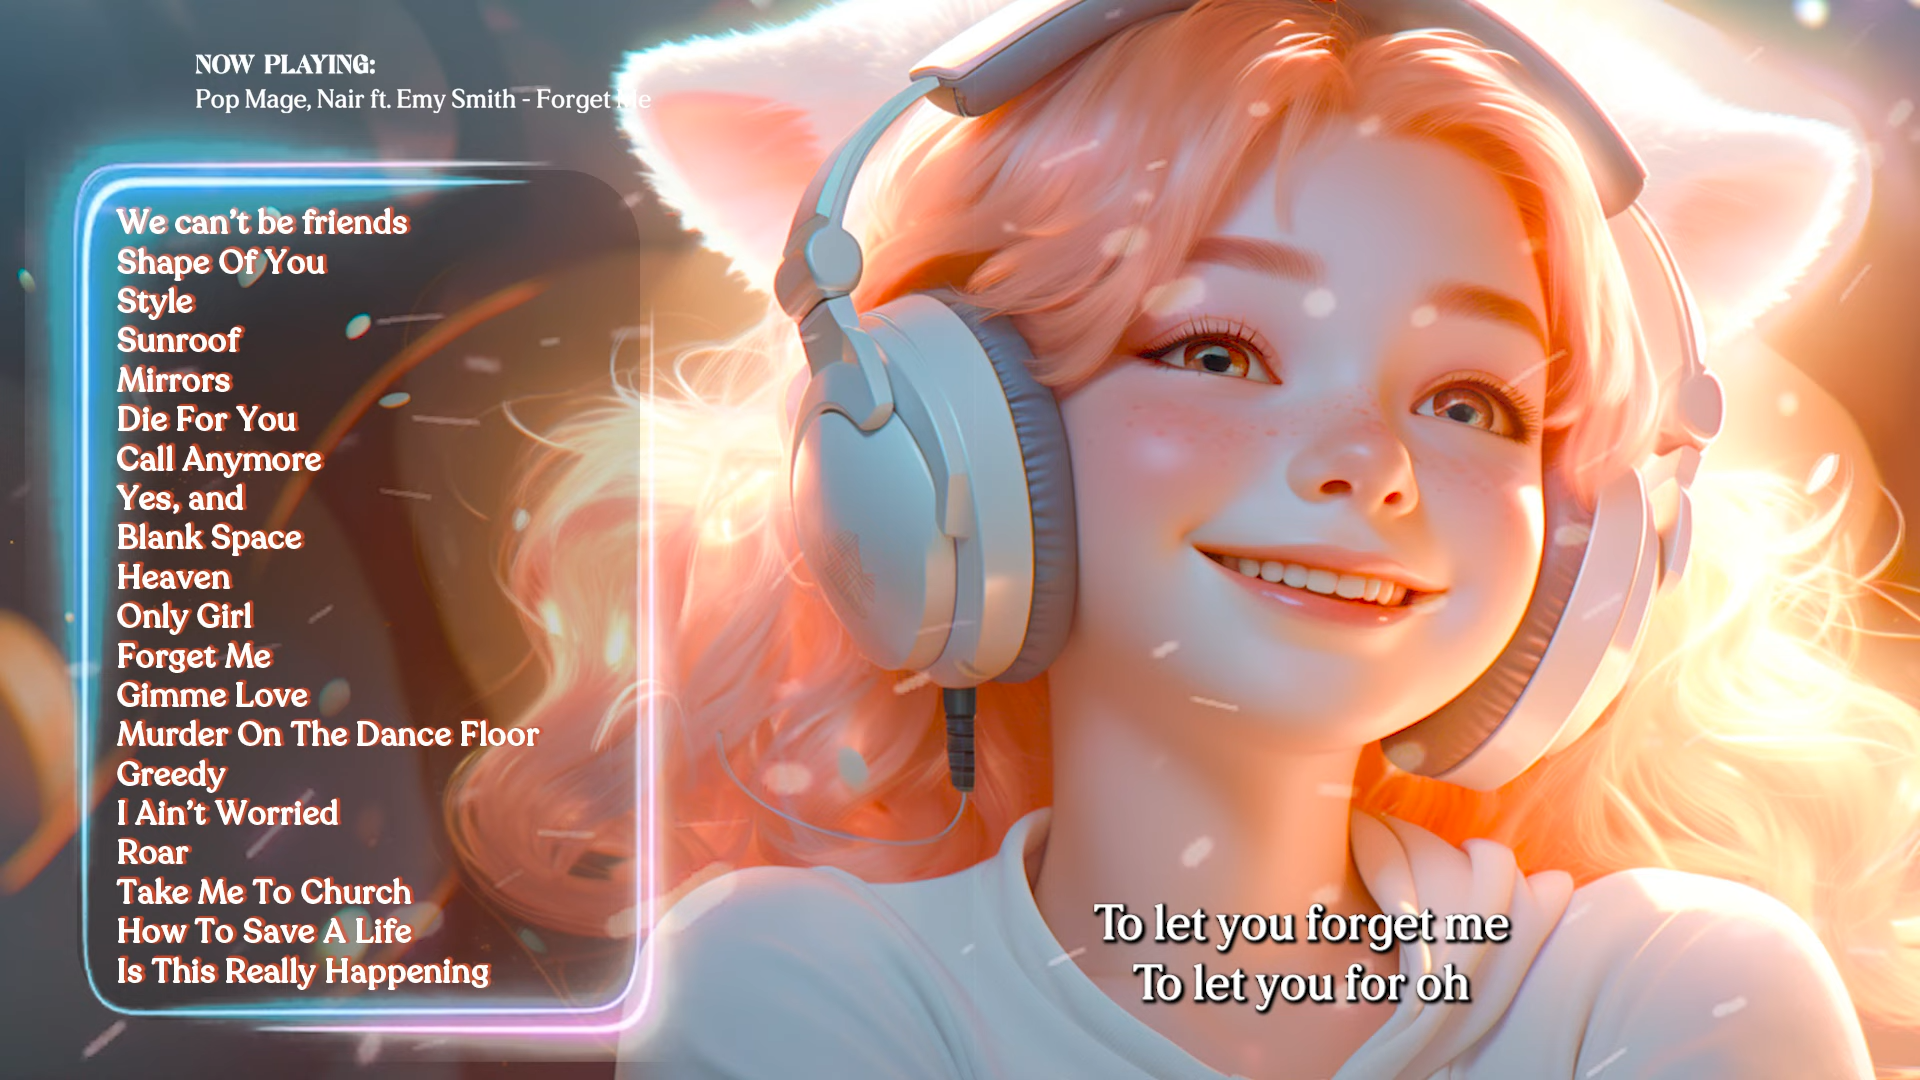 NOW PLAYING:
Pop Mage, Nair ft. Emy Smith - Forget Me
We can't be friends
Shape Of You
Style
Sunroof
Mirrors
Die For You
Call Anymore
Yes, and
Blank Space
Heaven
Only Girl
Forget Me
Gimme Love
Murder On The Dance Floor
Greedy
I Ain't Worried
Roar
Take Me To Church
How To Save A Life
Is This Really Happening
To let you forget me
To let you for oh